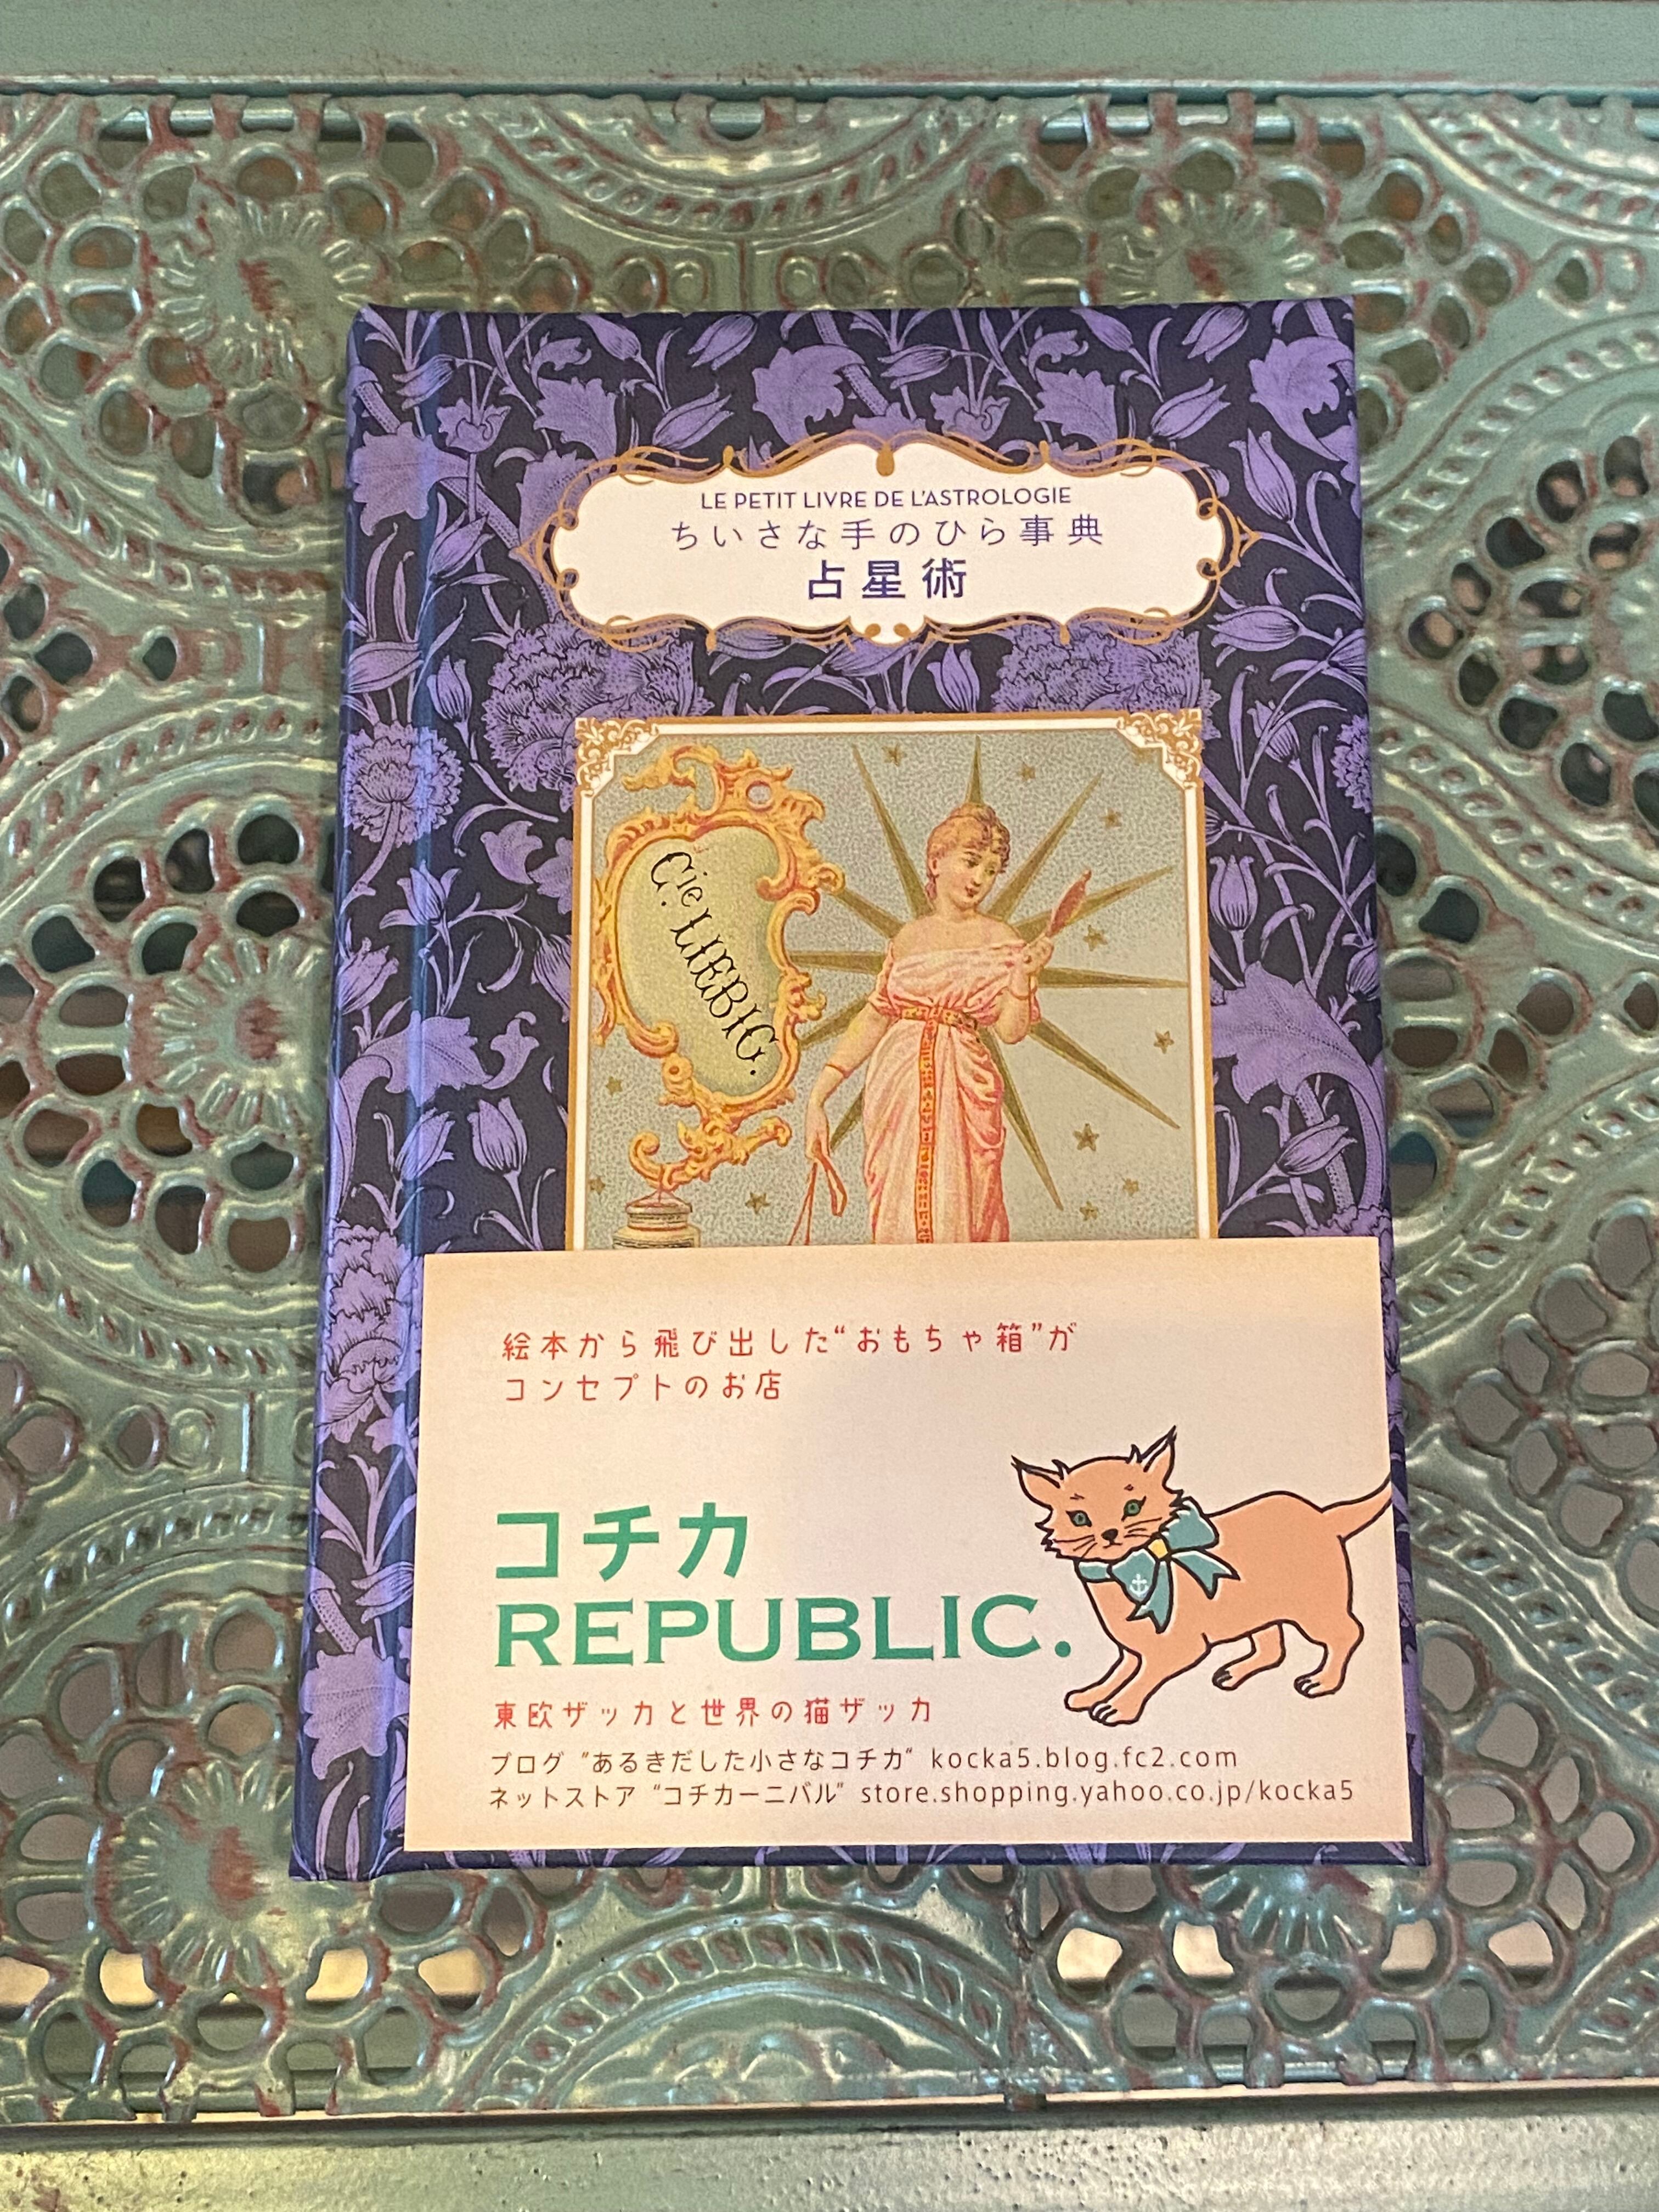 LE PETIT LIVRE DE L'ASTROLOGIE
ちいさな手のひら事典
占星術
Cie LIEBIG.
絵本から飛び出した“おもちゃ箱”が
コンセプトのお店
コチカ
REPUBLIC.
東欧ザッカと世界の猫ザッカ
ブログ “あるきだした小さなコチカ“ kocka5.blog.fc2.com
ネットストア “コチカーニバル” store.shopping.yahoo.co.jp/kocka5